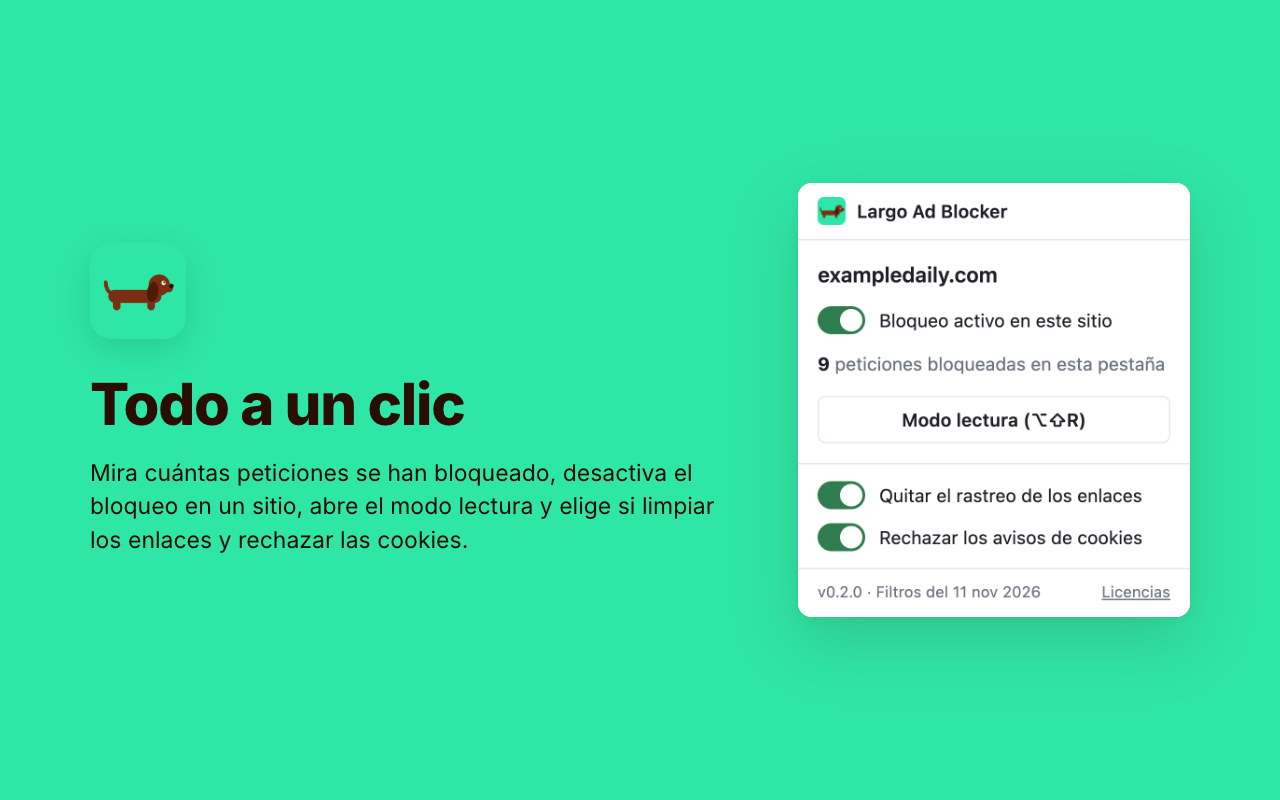 Todo a un clic
Mira cuántas peticiones se han bloqueado, desactiva el
bloqueo en un sitio, abre el modo lectura y elige si limpiar
los enlaces y rechazar las cookies.
Largo Ad Blocker
exampledaily.com
Bloqueo activo en este sitio
9 peticiones bloqueadas en esta pestaña
Modo lectura (⌥⇧R)
Quitar el rastreo de los enlaces
Rechazar los avisos de cookies
v0.2.0 · Filtros del 11 nov 2026
Licencias